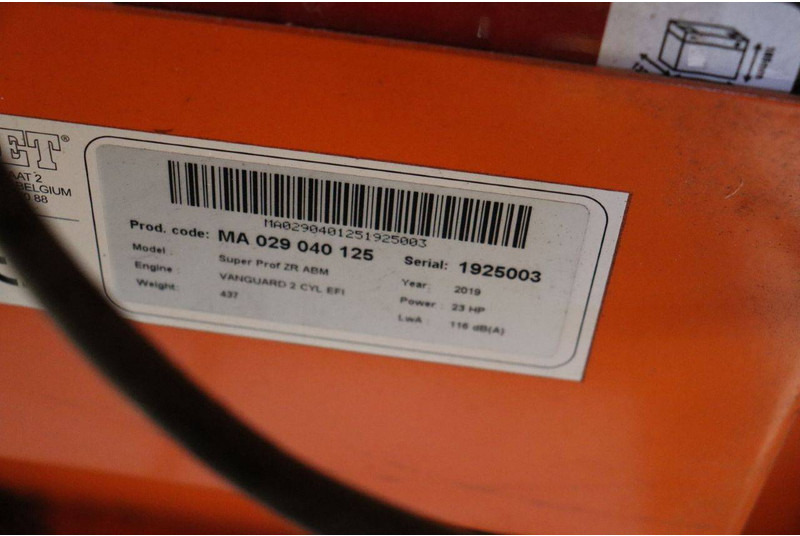 ET®
AAT 2
BELGIUM
88
MA0290401251925003
Prod. code: MA 029 040 125 Serial: 1925003
Model: Super Prof ZR ABM Year: 2019
Engine: VANGUARD 2 CYL EFI Power: 23 HP
Weight: 437 LwA: 116 dB(A)